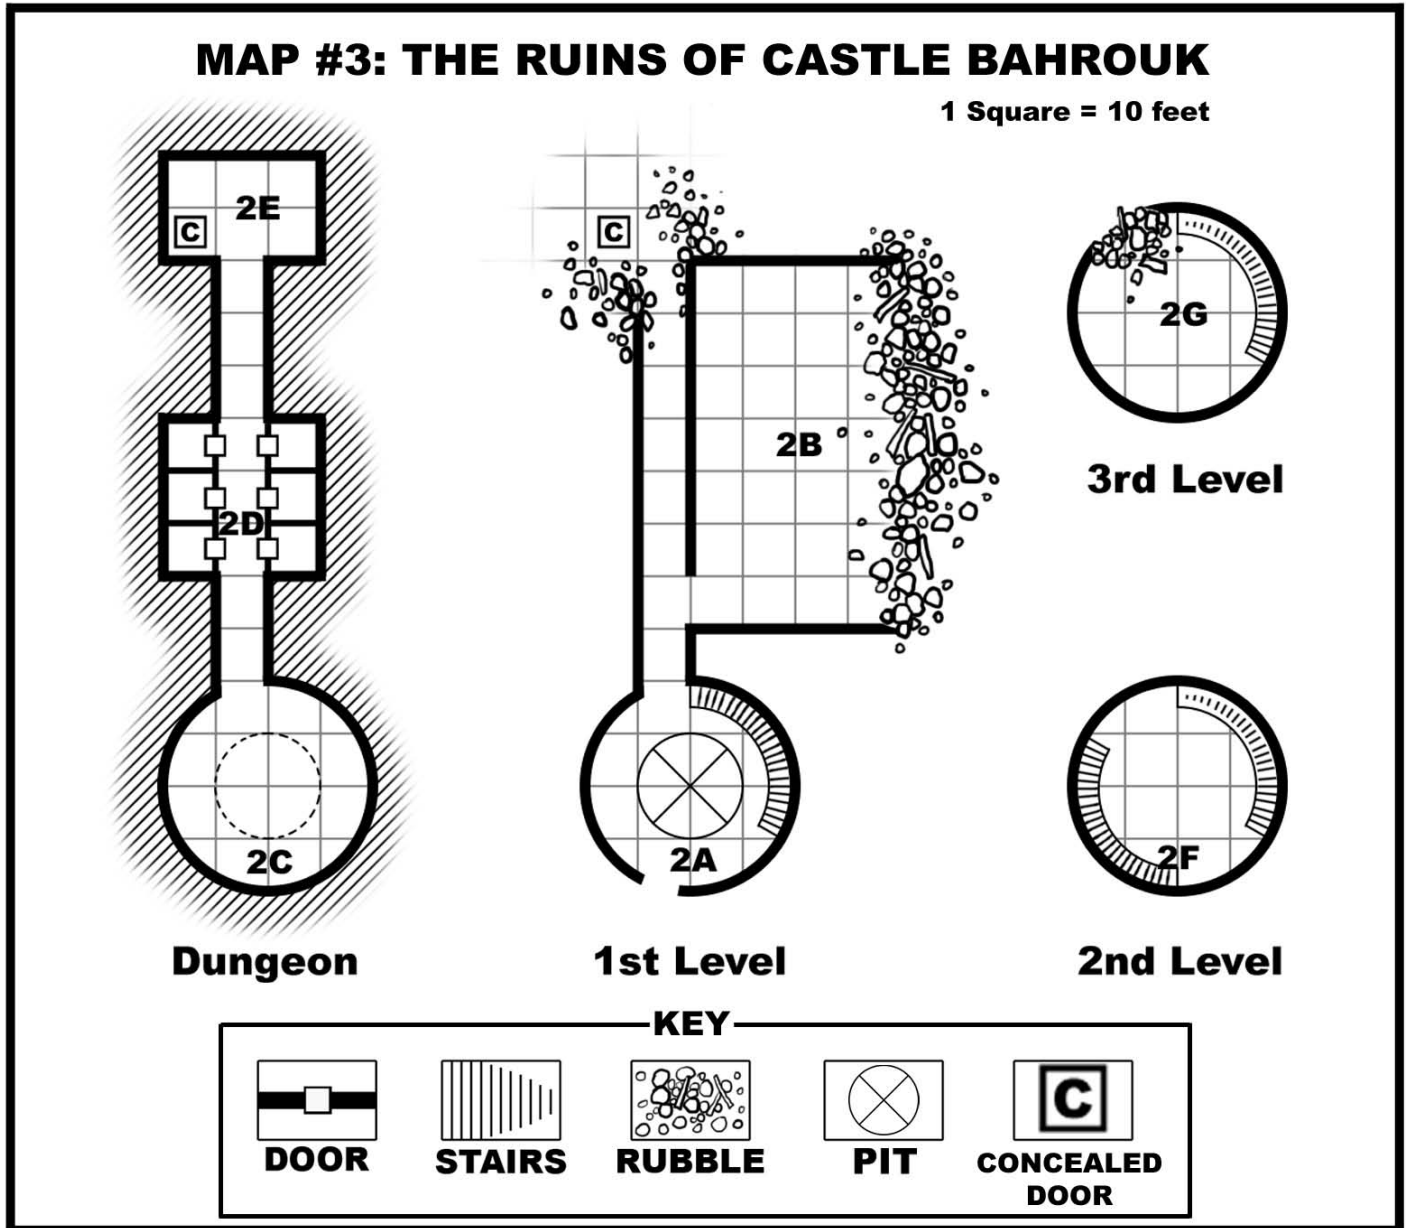 MAP #3: THE RUINS OF CASTLE BAHROUK
1 Square = 10 feet
2E
C
2D
2C
Dungeon
C
2B
2A
1st Level
2G
3rd Level
2F
2nd Level
KEY
DOOR
STAIRS
RUBBLE
PIT
C
CONCEALED
DOOR